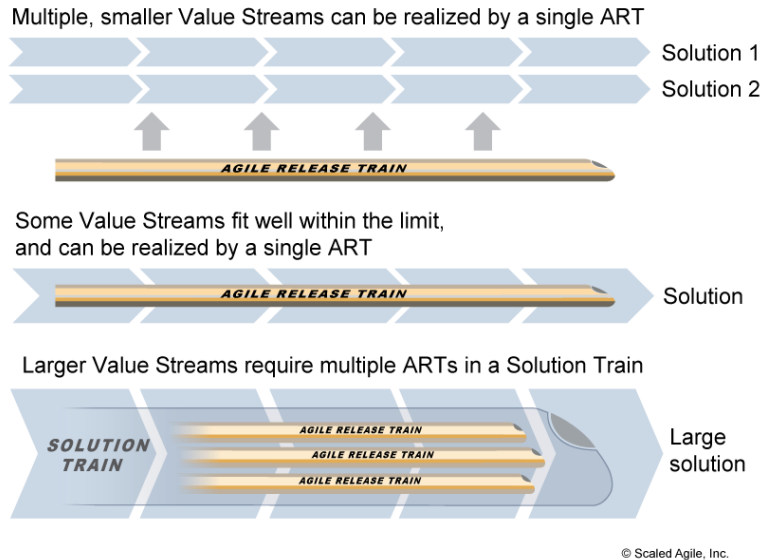 Multiple, smaller Value Streams can be realized by a single ART
Solution 1
Solution 2
AGILE RELEASE TRAIN
Some Value Streams fit well within the limit,
and can be realized by a single ART
AGILE RELEASE TRAIN
Solution
Larger Value Streams require multiple ARTs in a Solution Train
SOLUTION
TRAIN
AGILE RELEASE TRAIN
AGILE RELEASE TRAIN
AGILE RELEASE TRAIN
Large
solution
© Scaled Agile, Inc.